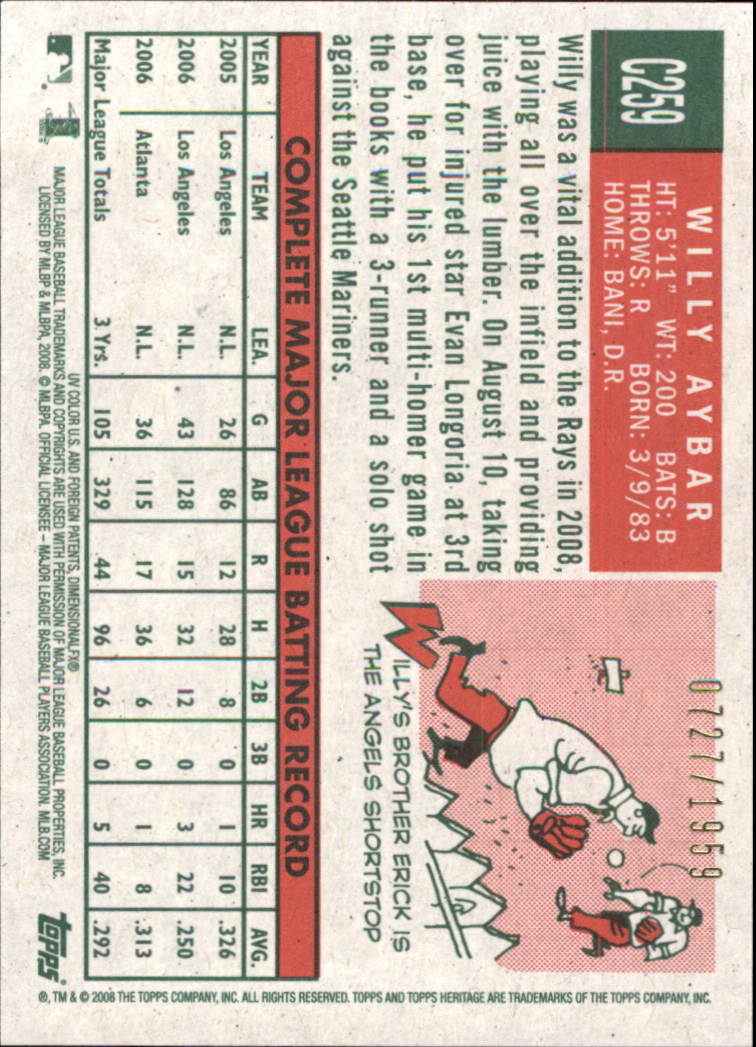 C259
WILLY AYBAR
HT: 5'11" WT: 200 BATS: B
THROWS: R BORN: 3/9/83
HOME: BANI, D.R.
Willy was a vital addition to the Rays in 2008,
playing all over the infield and providing
juice with the lumber. On August 10, taking
over for injured star Evan Longoria at 3rd
base, he put his 1st multi-homer game in
the books with a 3-runner and a solo shot
against the Seattle Mariners.
0727/1959
WILLY'S BROTHER ERICK IS
THE ANGELS SHORTSTOP
COMPLETE MAJOR LEAGUE BATTING RECORD
YEAR TEAM LEA. G AB R H 2B 3B HR RBI AVG.
2005 Los Angeles N.L. 26 86 12 28 8 0 1 10 .326
2006 Los Angeles N.L. 43 128 15 32 12 0 3 22 .250
2006 Atlanta N.L. 36 115 17 36 6 0 1 8 .313
Major League Totals 3 Yrs. 105 329 44 96 26 0 5 40 .292
UV COLOR U.S. AND FOREIGN PATENTS, DIMENSIONALFX®
MAJOR LEAGUE BASEBALL TRADEMARKS AND COPYRIGHTS ARE USED WITH PERMISSION OF MAJOR LEAGUE BASEBALL PROPERTIES, INC.
LICENSED BY MLBP & MLBPA, 2008. © MLBPA. OFFICIAL LICENSEE – MAJOR LEAGUE BASEBALL PLAYERS ASSOCIATION. MLB.COM
topps®
®, TM & © 2008 THE TOPPS COMPANY, INC. ALL RIGHTS RESERVED. TOPPS AND TOPPS HERITAGE ARE TRADEMARKS OF THE TOPPS COMPANY, INC.